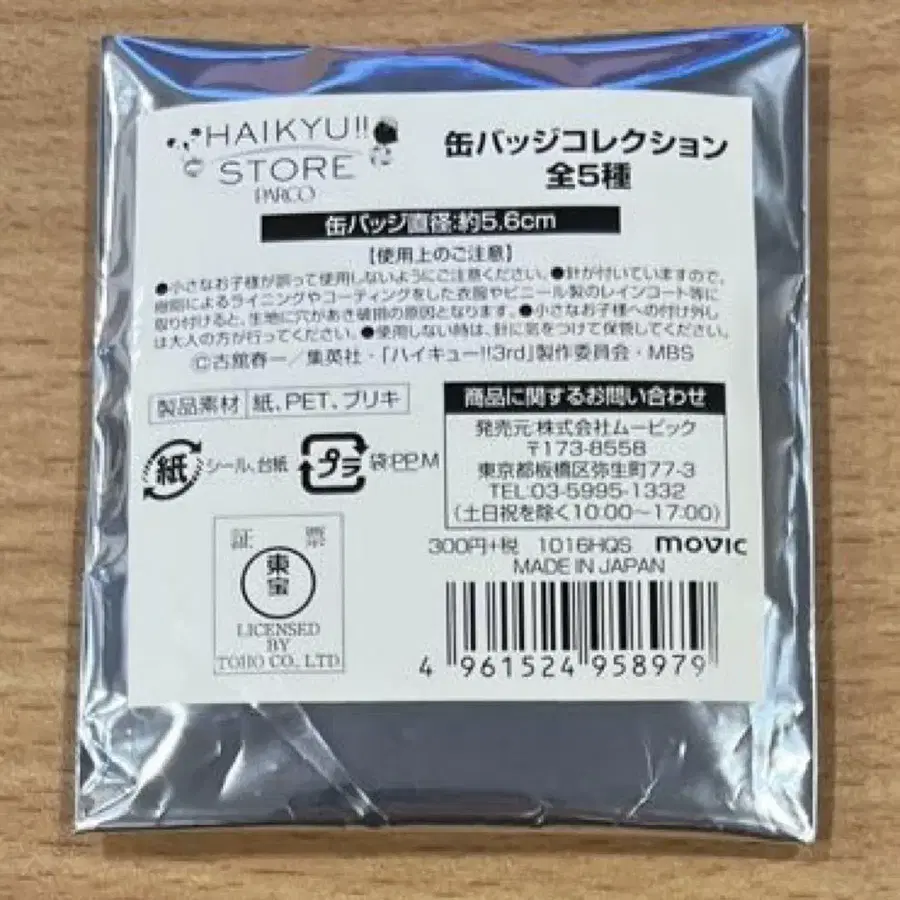 HAIKYU!!
STORE
PARCO
缶バッジコレクション
全5種
缶バッジ直径:約5.6cm
【使用上のご注意】
●小さなお子様が誤って使用しないようにご注意ください。●針が付いていますので、
樹脂によるライニングやコーティングをした衣服やビニール製のレインコート等に
取り付けると、生地に穴があき破損の原因となります。●小さなお子様への付け外し
は大人の方が行ってください。●使用しない時は、針に気をつけて保管してください。
©古舘春一/集英社・「ハイキュー!!3rd」製作委員会・MBS
製品素材 紙、PET、ブリキ
紙 シール、台紙
プラ 袋:PP,M
商品に関するお問い合わせ
発売元:株式会社ムービック
〒173-8558
東京都板橋区弥生町77-3
TEL:03-5995-1332
(土日祝を除く10:00~17:00)
300円+税 1016HQS movic
MADE IN JAPAN
証 票
東宝
LICENSED
BY
TOHO CO., LTD
4 961524 958979